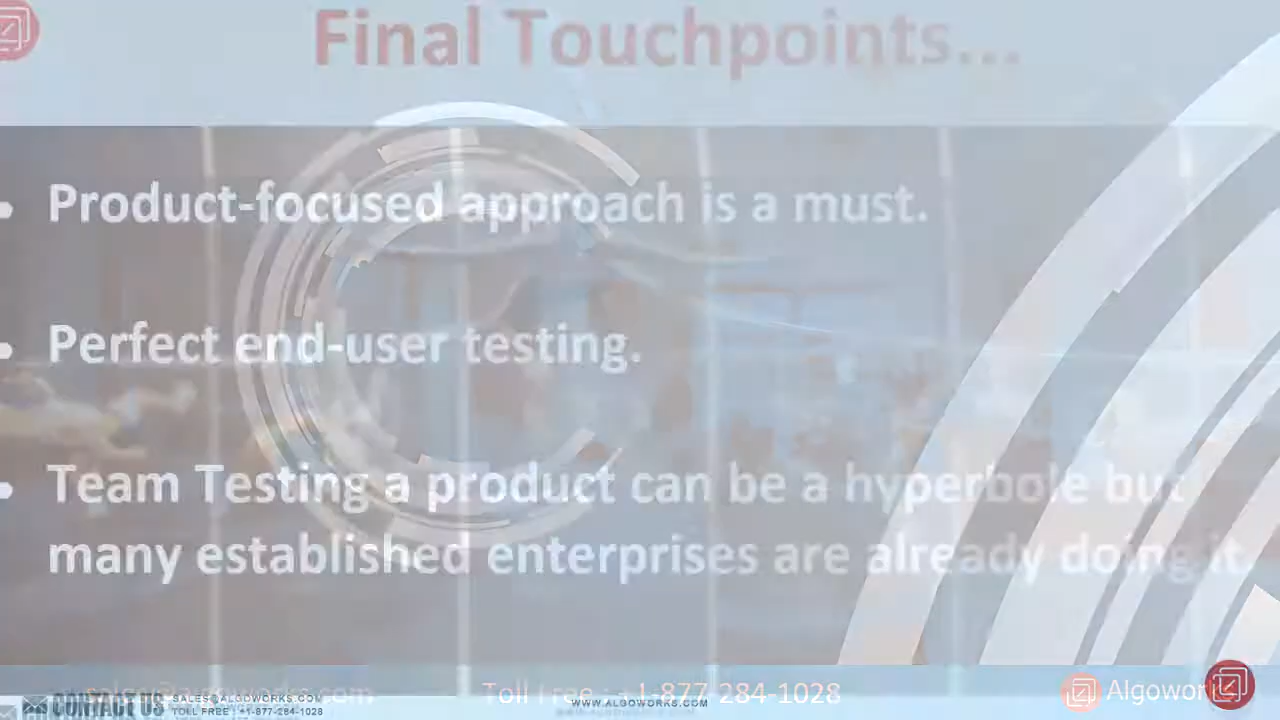 Final Touchpoints...
• Product-focused approach is a must.
• Perfect end-user testing.
• Team Testing a product can be a hyperbole but
many established enterprises are already doing it.
Toll Free : +1-877-284-1028
Algowor
CONTACT US
SALES@ALGOWORKS.COM
TOLL FREE : +1-877-284-1028
WWW.ALGOWORKS.COM